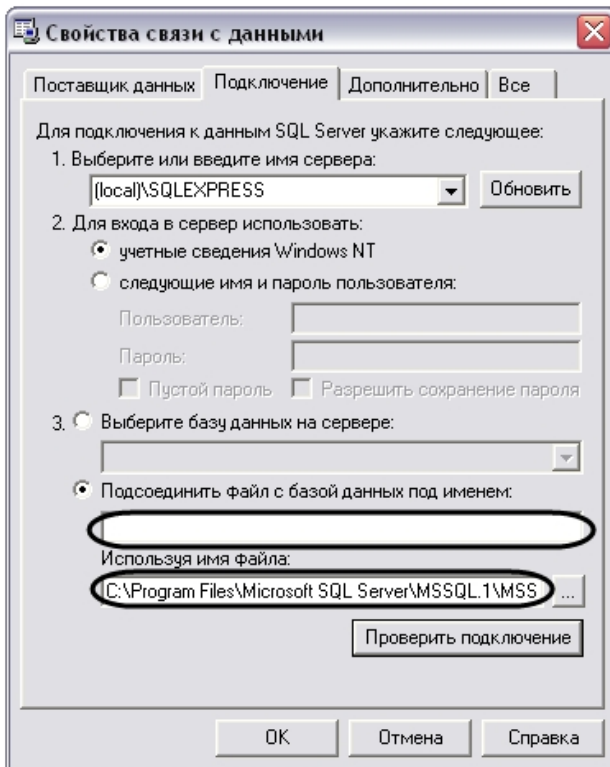 Свойства связи с данными
Поставщик данных Подключение Дополнительно Все
Для подключения к данным SQL Server укажите следующее:
1. Выберите или введите имя сервера:
(local)\SQLEXPRESS Обновить
2. Для входа в сервер использовать:
учетные сведения Windows NT
следующие имя и пароль пользователя:
Пользователь:
Пароль:
Пустой пароль Разрешить сохранение пароля
3. Выберите базу данных на сервере:
Подсоединить файл с базой данных под именем:
Используя имя файла:
C:\Program Files\Microsoft SQL Server\MSSQL.1\MSS ...
Проверить подключение
OK Отмена Справка